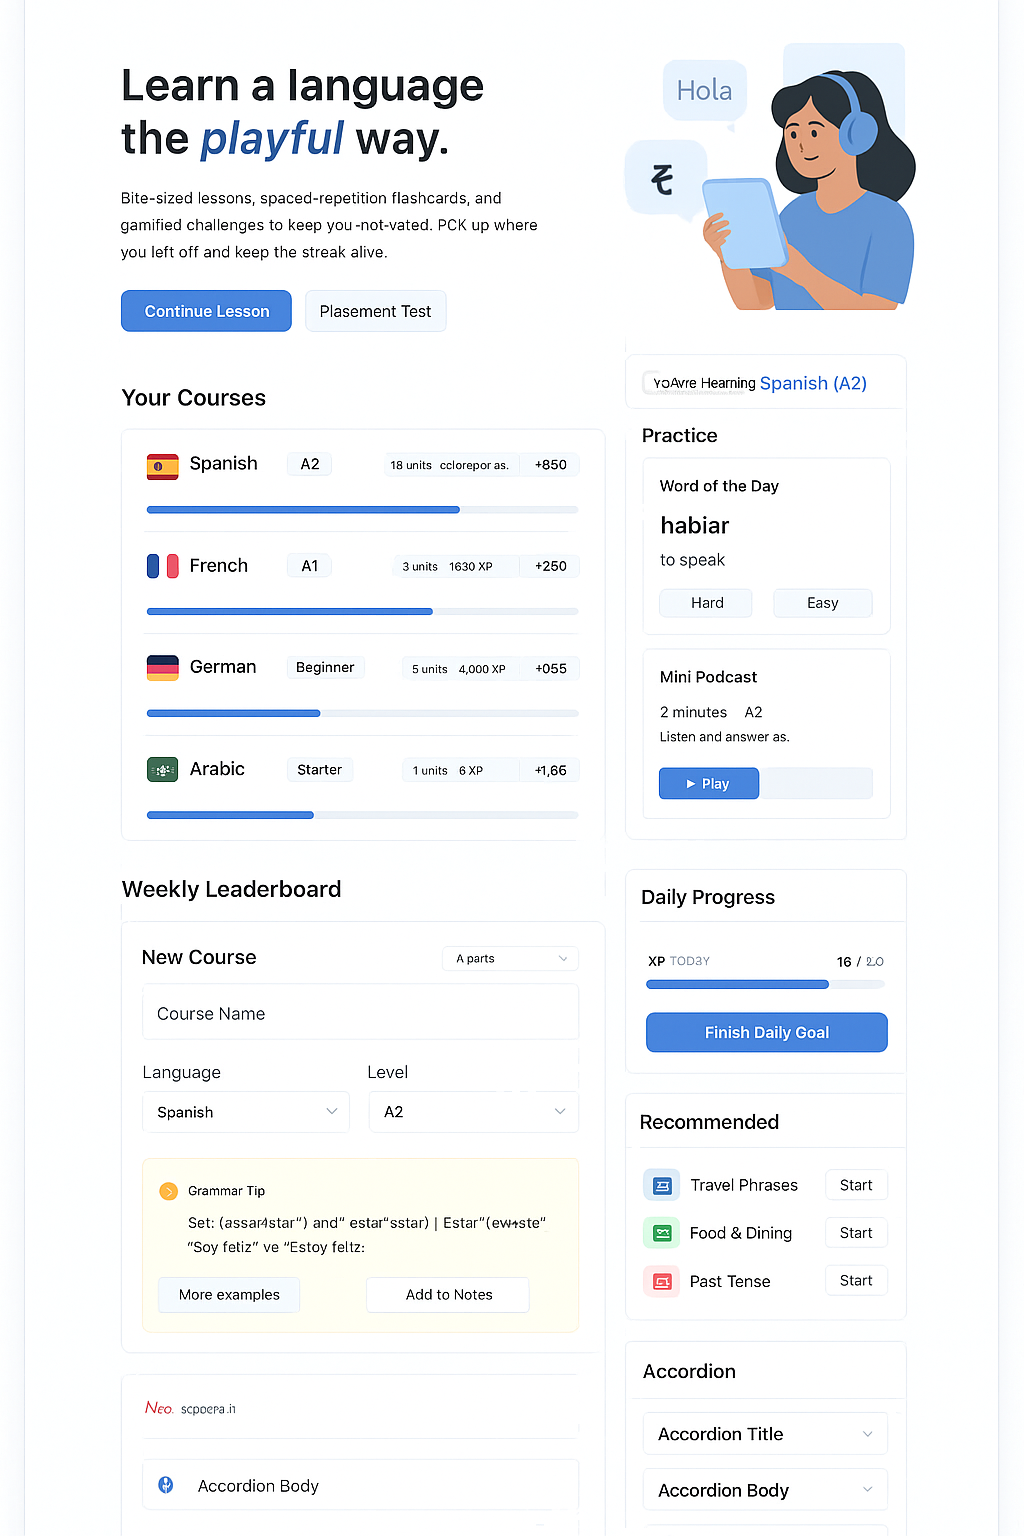 Learn a language
the playful way.
Bite-sized lessons, spaced-repetition flashcards, and
gamified challenges to keep you-not-vated. PCK up where
you left off and keep the streak alive.
Continue Lesson
Plasement Test
Hola
そ
Your Courses
Spanish A2 18 units cclorepor as. +850
French A1 3 units 1630 XP +250
German Beginner 5 units 4,000 XP +055
Arabic Starter 1 units 6 XP +1,66
YoAvre Hearning Spanish (A2)
Practice
Word of the Day
habiar
to speak
Hard Easy
Mini Podcast
2 minutes A2
Listen and answer as.
Play
Weekly Leaderboard
New Course A parts
Course Name
Language Level
Spanish A2
Grammar Tip
Set: (assar4star") and" estar"sstar) | Estar"
"Soy fetiz" ve "Estoy feltz:
More examples Add to Notes
Neo.
Accordion Body
Daily Progress
XP TODAY 16 / 20
Finish Daily Goal
Recommended
Travel Phrases Start
Food & Dining Start
Past Tense Start
Accordion
Accordion Title
Accordion Body